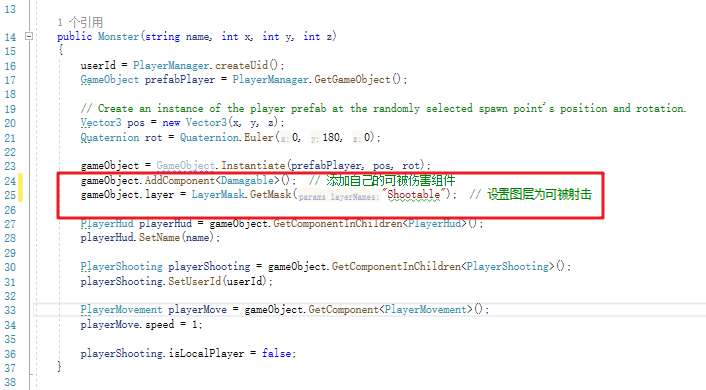 13
1 个引用
14 public Monster(string name, int x, int y, int z)
15 {
16 userId = PlayerManager.createUid();
17 GameObject prefabPlayer = PlayerManager.GetGameObject();
18
19 // Create an instance of the player prefab at the randomly selected spawn point's position and rotation.
20 Vector3 pos = new Vector3(x, y, z);
21 Quaternion rot = Quaternion.Euler(x:0, y:180, z:0);
22
23 gameObject = GameObject.Instantiate(prefabPlayer, pos, rot);
24 gameObject.AddComponent<Damagable>(); // 添加自己的可被伤害组件
25 gameObject.layer = LayerMask.GetMask(params layerNames:"Shootable"); // 设置图层为可被射击
26
27 PlayerHud playerHud = gameObject.GetComponentInChildren<PlayerHud>();
28 playerHud.SetName(name);
29
30 PlayerShooting playerShooting = gameObject.GetComponentInChildren<PlayerShooting>();
31 playerShooting.SetUserId(userId);
32
33 PlayerMovement playerMove = gameObject.GetComponent<PlayerMovement>();
34 playerMove.speed = 1;
35
36 playerShooting.isLocalPlayer = false;
37 }
38